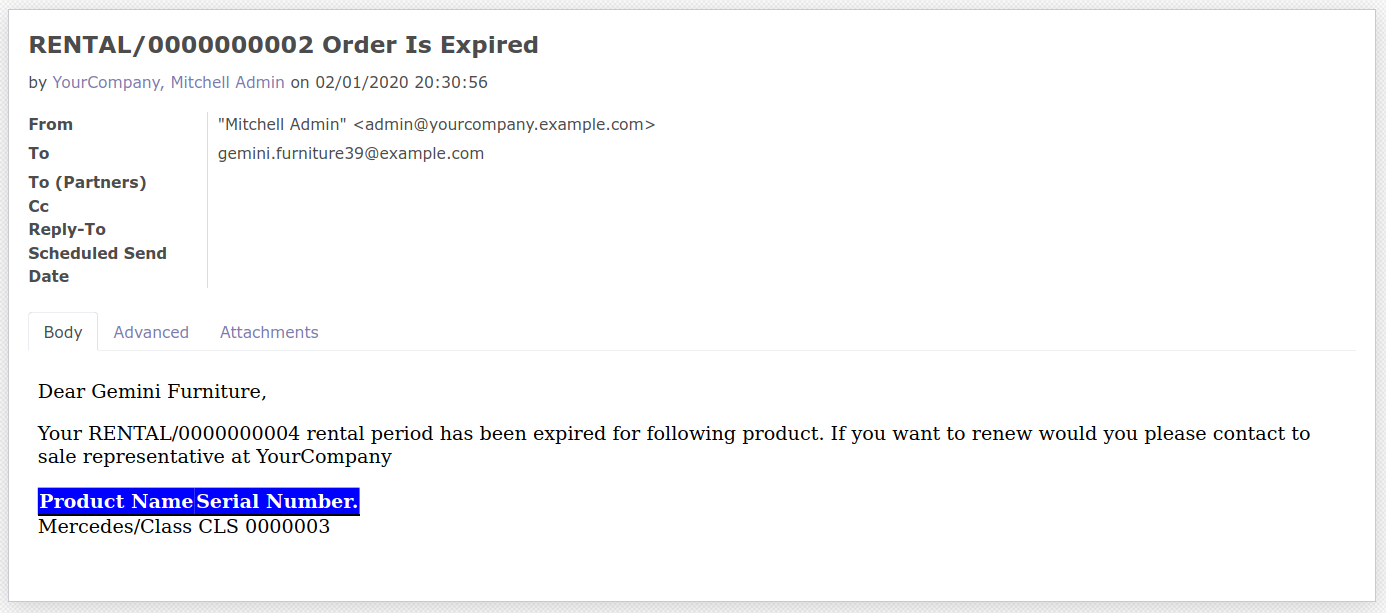 RENTAL/0000000002 Order Is Expired
by YourCompany, Mitchell Admin on 02/01/2020 20:30:56
From "Mitchell Admin" <admin@yourcompany.example.com>
To gemini.furniture39@example.com
To (Partners)
Cc
Reply-To
Scheduled Send
Date
Body Advanced Attachments
Dear Gemini Furniture,
Your RENTAL/0000000004 rental period has been expired for following product. If you want to renew would you please contact to
sale representative at YourCompany
Product Name Serial Number.
Mercedes/Class CLS 0000003